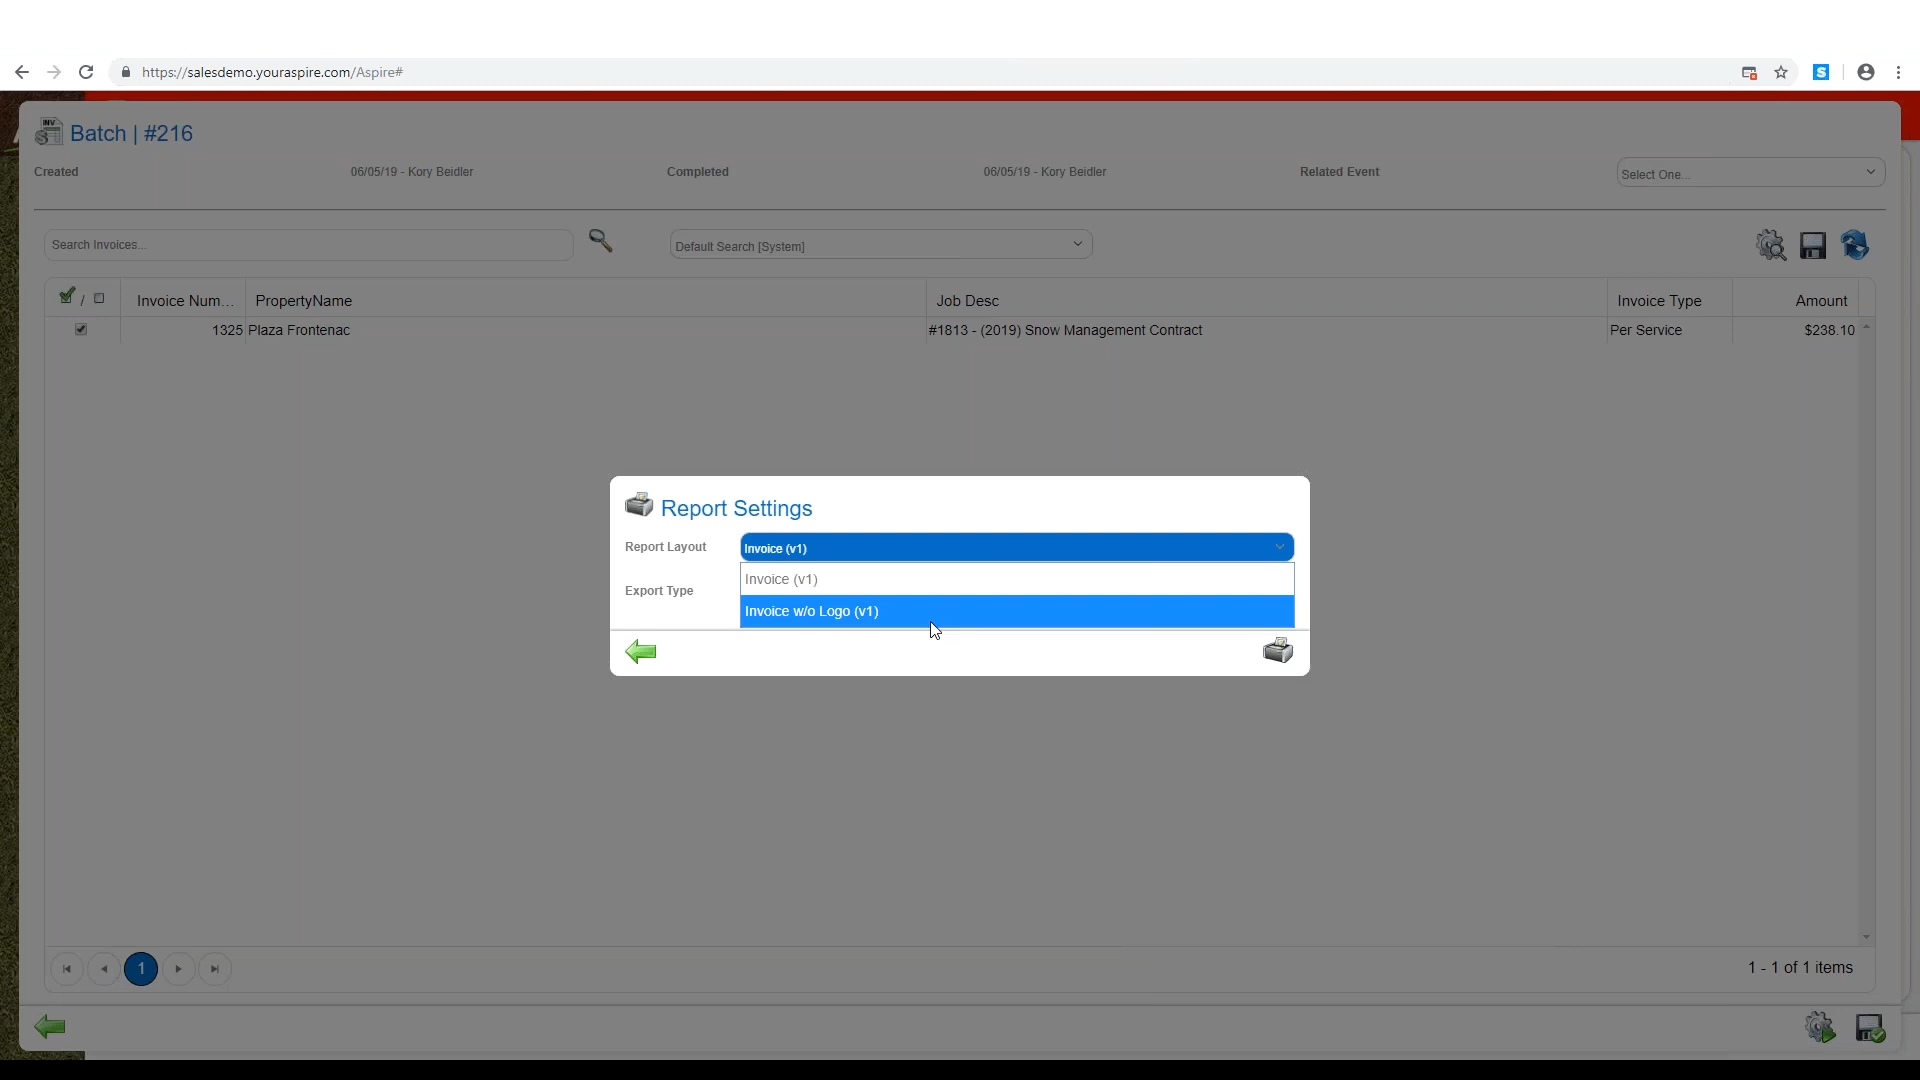 https://salesdemo.youraspire.com/Aspire#
S
INV
Batch | #216
Created 06/05/19 - Kory Beidler Completed 06/05/19 - Kory Beidler Related Event Select One...
Search Invoices... Default Search [System]
/ Invoice Num... PropertyName Job Desc Invoice Type Amount
1325 Plaza Frontenac #1813 - (2019) Snow Management Contract Per Service $238.10
Report Settings
Report Layout Invoice (v1)
Invoice (v1)
Export Type
Invoice w/o Logo (v1)
1 1 - 1 of 1 items